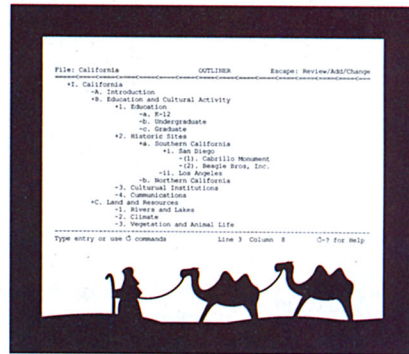 File: California OUTLINER Escape: Review/Add/Change
+I. California
-A. Introduction
+B. Education and Cultural Activity
+1. Education
-a. K-12
-b. Undergraduate
-c. Graduate
+2. Historic Sites
+a. Southern California
+i. San Diego
-(1). Cabrillo Monument
-(2). Beagle Bros, Inc.
-ii. Los Angeles
-b. Northern California
-3. Culturual Institutions
-4. Communications
+C. Land and Resources
-1. Rivers and Lakes
-2. Climate
-3. Vegetation and Animal Life
Type entry or use commands Line 3 Column 8 -? for Help